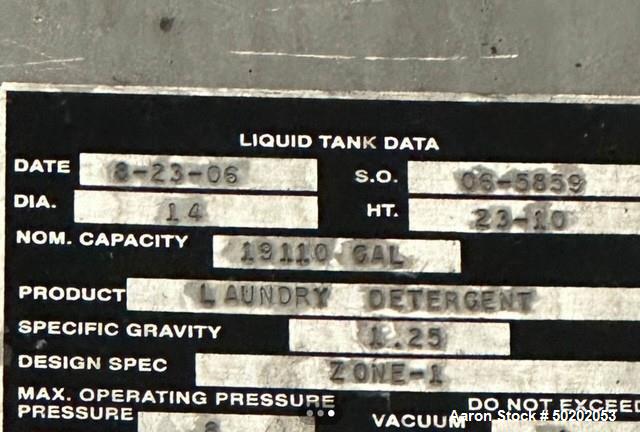 LIQUID TANK DATA
DATE 8-23-06 S.O. 06-5859
DIA. 14 HT. 23-10
NOM. CAPACITY 19110 GAL
PRODUCT LAUNDRY DETERGENT
SPECIFIC GRAVITY 1.25
DESIGN SPEC ZONE-1
MAX. OPERATING PRESSURE DO NOT EXCEED
PRESSURE VACUUM
Aaron Stock # 50202053